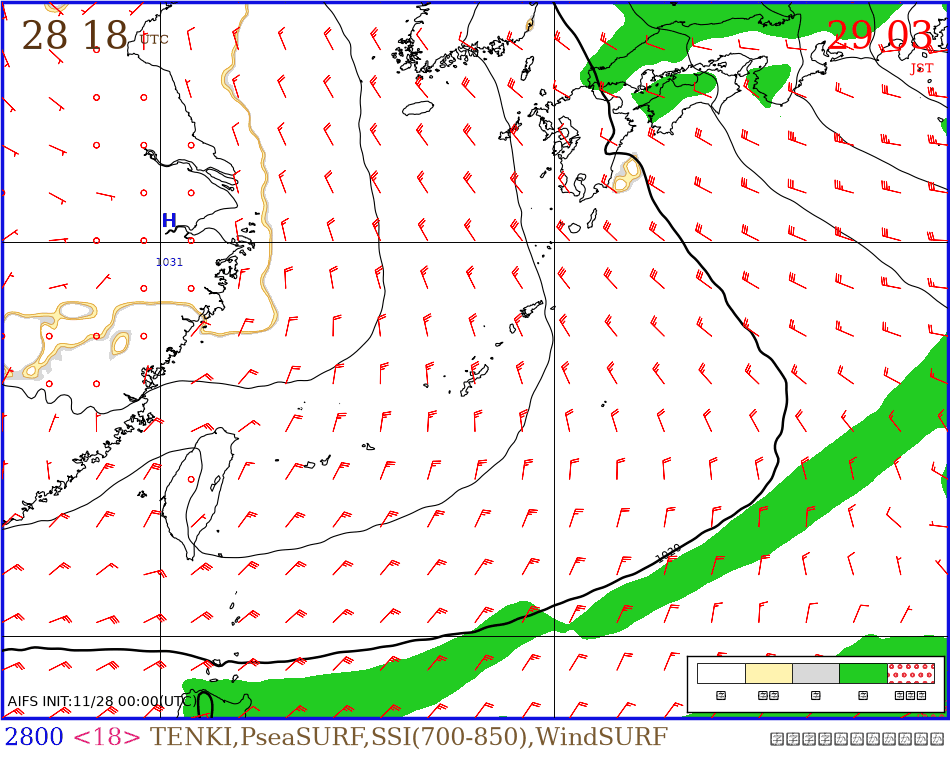 28 18 UTC
29 03
JST
H
1031
1020
AIFS INIT:11/28 00:00(UTC)
2800 <18> TENKI,PseaSURF,SSI(700-850),WindSURF